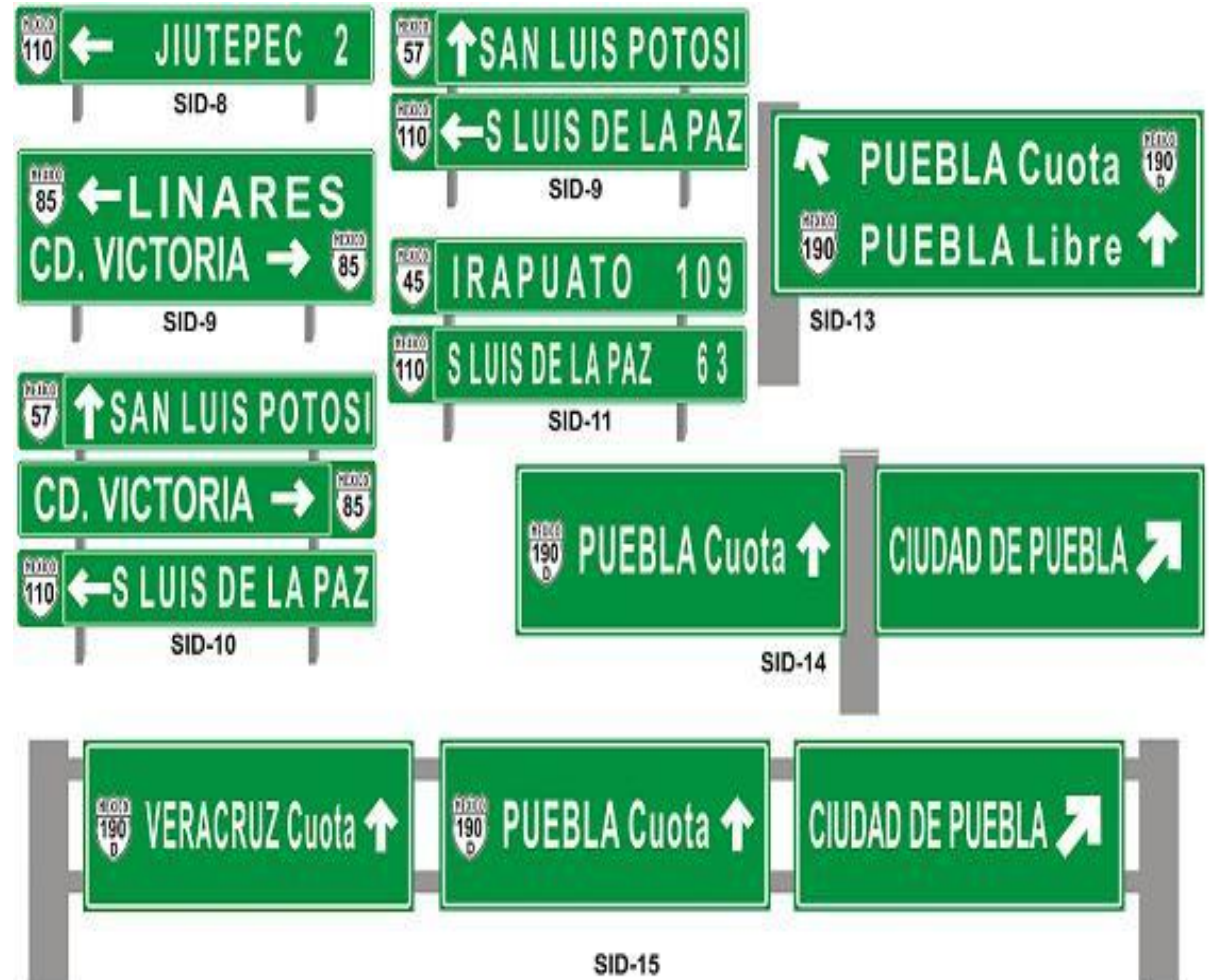 MEXICO 110 JIUTEPEC 2
SID-8
MEXICO 85 LINARES
CD. VICTORIA MEXICO 85
SID-9
MEXICO 57 SAN LUIS POTOSI
CD. VICTORIA MEXICO 85
MEXICO 110 S LUIS DE LA PAZ
SID-10
MEXICO 57 SAN LUIS POTOSI
MEXICO 110 S LUIS DE LA PAZ
SID-9
MEXICO 45 IRAPUATO 109
MEXICO 110 S LUIS DE LA PAZ 63
SID-11
PUEBLA Cuota MEXICO 190 D
MEXICO 190 PUEBLA Libre
SID-13
MEXICO 190 D PUEBLA Cuota
CIUDAD DE PUEBLA
SID-14
MEXICO 190 D VERACRUZ Cuota
MEXICO 190 D PUEBLA Cuota
CIUDAD DE PUEBLA
SID-15